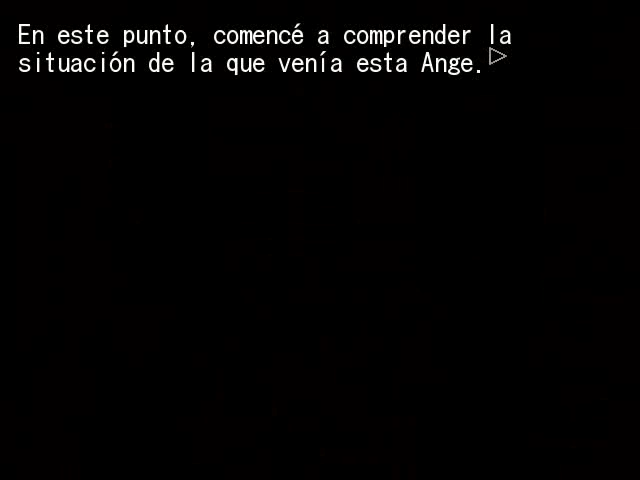 En este punto, comencé a comprender la
situación de la que venía esta Ange.